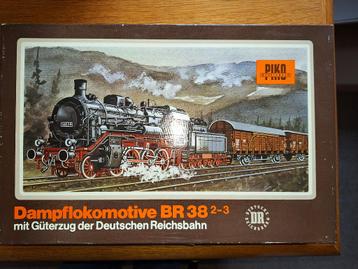 PIKO
Dampflokomotive BR 38 2-3
mit Güterzug der Deutschen Reichsbahn
DR